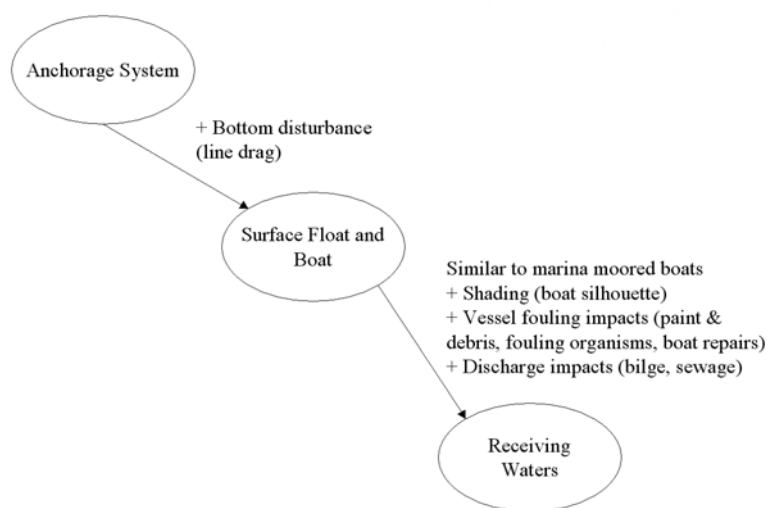 Anchorage System
+ Bottom disturbance
(line drag)
Surface Float and
Boat
Similar to marina moored boats
+ Shading (boat silhouette)
+ Vessel fouling impacts (paint &
debris, fouling organisms, boat repairs)
+ Discharge impacts (bilge, sewage)
Receiving
Waters